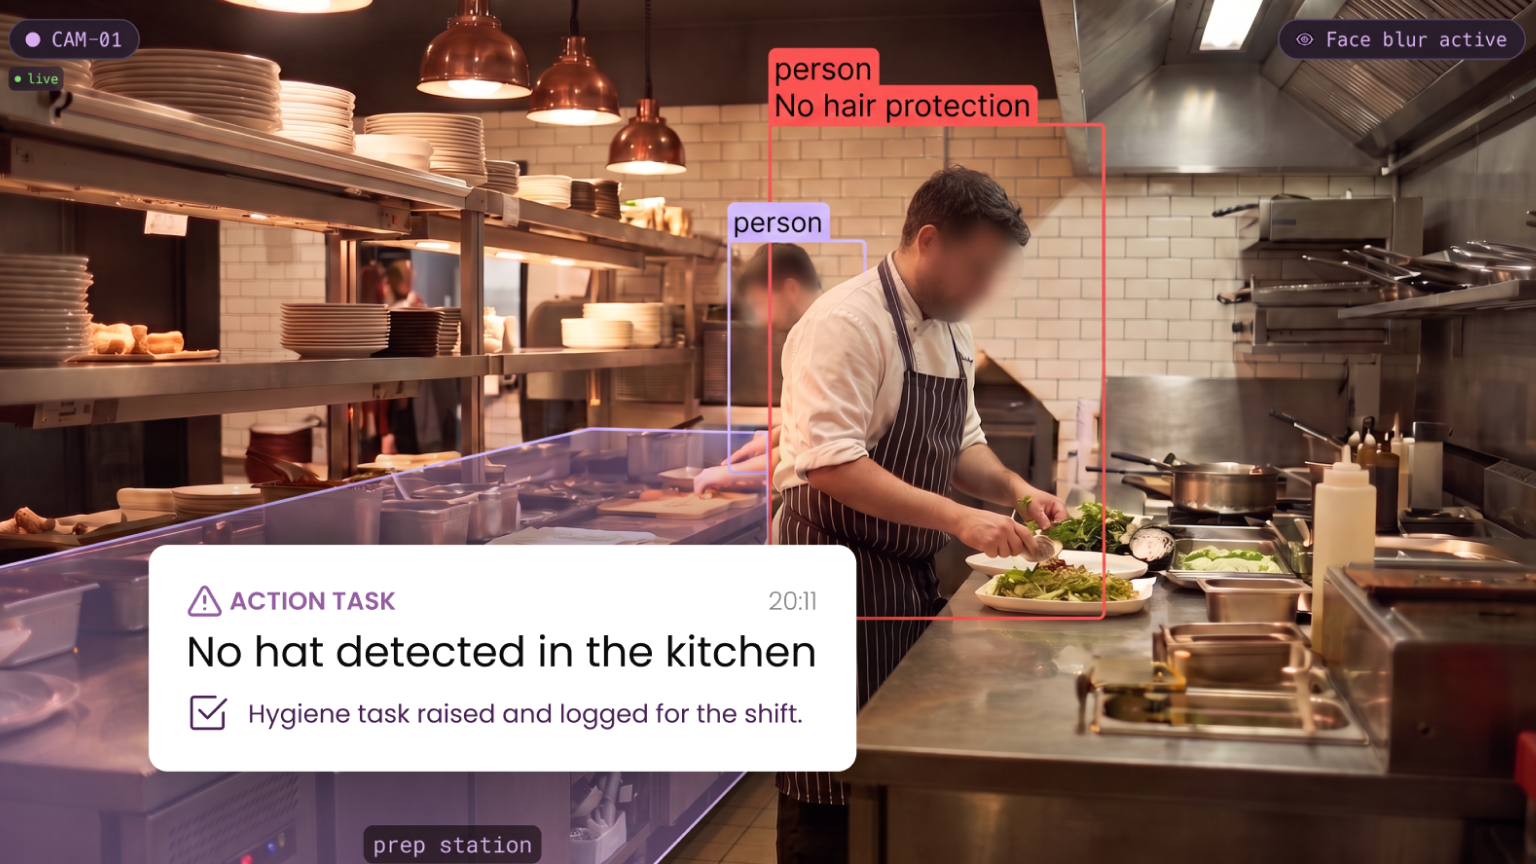 CAM-01
live
Face blur active
person
No hair protection
person
ACTION TASK
20:11
No hat detected in the kitchen
Hygiene task raised and logged for the shift.
prep station